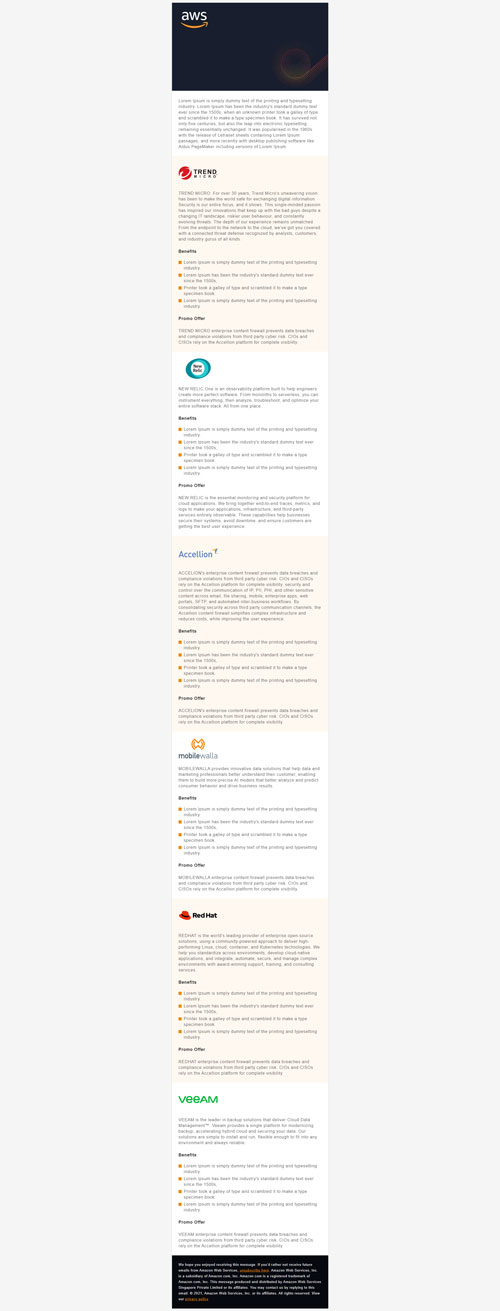 aws
Lorem Ipsum is simply dummy text of the printing and typesetting
industry. Lorem Ipsum has been the industry's standard dummy text
ever since the 1500s, when an unknown printer took a galley of type
and scrambled it to make a type specimen book. It has survived not
only five centuries, but also the leap into electronic typesetting,
remaining essentially unchanged. It was popularised in the 1960s
with the release of Letraset sheets containing Lorem Ipsum
passages, and more recently with desktop publishing software like
Aldus PageMaker including versions of Lorem Ipsum.
TREND
MICRO
TREND MICRO: For over 30 years, Trend Micro's unwavering vision
has been to make the world safe for exchanging digital information.
Security is our entire focus, and it shows. This single-minded passion
has inspired our innovations that keep up with the bad guys despite a
changing IT landscape, riskier user behaviour, and constantly
evolving threats. The depth of our experience remains unmatched.
From the endpoint to the network to the cloud, we've got you covered
with a connected threat defense recognized by analysts, customers,
and industry gurus of all kinds.
Benefits
Lorem Ipsum is simply dummy text of the printing and typesetting
industry.
Lorem Ipsum has been the industry's standard dummy text ever
since the 1500s,
Printer took a galley of type and scrambled it to make a type
specimen book.
Lorem Ipsum is simply dummy text of the printing and typesetting
industry.
Promo Offer
TREND MICRO enterprise content firewall prevents data breaches
and compliance violations from third party cyber risk. CIOs and
CISOs rely on the Accellion platform for complete visibility.
New
Relic
NEW RELIC One is an observability platform built to help engineers
create more perfect software. From monoliths to serverless, you can
instrument everything, then analyze, troubleshoot, and optimize your
entire software stack. All from one place.
Benefits
Lorem Ipsum is simply dummy text of the printing and typesetting
industry.
Lorem Ipsum has been the industry's standard dummy text ever
since the 1500s,
Printer took a galley of type and scrambled it to make a type
specimen book.
Lorem Ipsum is simply dummy text of the printing and typesetting
industry.
Promo Offer
NEW RELIC is the essential monitoring and security platform for
cloud applications. We bring together end-to-end traces, metrics, and
logs to make your applications, infrastructure, and third-party
services entirely observable. These capabilities help businesses
secure their systems, avoid downtime, and ensure customers are
getting the best user experience.
Accellion
ACCELION's enterprise content firewall prevents data breaches and
compliance violations from third party cyber risk. CIOs and CISOs
rely on the Accellion platform for complete visibility, security and
control over the communication of IP, PII, PHI, and other sensitive
content across email, file sharing, mobile, enterprise apps, web
portals, SFTP, and automated inter-business workflows. By
consolidating security across third party communication channels, the
Accellion content firewall simplifies complex infrastructure and
reduces costs, while improving the user experience.
Benefits
Lorem Ipsum is simply dummy text of the printing and typesetting
industry.
Lorem Ipsum has been the industry's standard dummy text ever
since the 1500s,
Printer took a galley of type and scrambled it to make a type
specimen book.
Lorem Ipsum is simply dummy text of the printing and typesetting
industry.
Promo Offer
ACCELION's enterprise content firewall prevents data breaches and
compliance violations from third party cyber risk. CIOs and CISOs
rely on the Accellion platform for complete visibility.
mobilewalla
MOBILEWALLA provides innovative data solutions that help data and
marketing professionals better understand their customer, enabling
them to build more precise AI models that better analyze and predict
consumer behavior and drive business results.
Benefits
Lorem Ipsum is simply dummy text of the printing and typesetting
industry.
Lorem Ipsum has been the industry's standard dummy text ever
since the 1500s,
Printer took a galley of type and scrambled it to make a type
specimen book.
Lorem Ipsum is simply dummy text of the printing and typesetting
industry.
Promo Offer
MOBILEWALLA enterprise content firewall prevents data breaches
and compliance violations from third party cyber risk. CIOs and
CISOs rely on the Accellion platform for complete visibility.
Red Hat
REDHAT is the world's leading provider of enterprise open-source
solutions, using a community-powered approach to deliver high-
performing Linux, cloud, container, and Kubernetes technologies. We
help you standardize across environments, develop cloud-native
applications, and integrate, automate, secure, and manage complex
environments with award-winning support, training, and consulting
services.
Benefits
Lorem Ipsum is simply dummy text of the printing and typesetting
industry.
Lorem Ipsum has been the industry's standard dummy text ever
since the 1500s,
Printer took a galley of type and scrambled it to make a type
specimen book.
Lorem Ipsum is simply dummy text of the printing and typesetting
industry.
Promo Offer
REDHAT enterprise content firewall prevents data breaches and
compliance violations from third party cyber risk. CIOs and CISOs
rely on the Accellion platform for complete visibility.
veeAM
VEEAM is the leader in backup solutions that deliver Cloud Data
Management™. Veeam provides a single platform for modernizing
backup, accelerating hybrid cloud and securing your data. Our
solutions are simple to install and run, flexible enough to fit into any
environment and always reliable.
Benefits
Lorem Ipsum is simply dummy text of the printing and typesetting
industry.
Lorem Ipsum has been the industry's standard dummy text ever
since the 1500s,
Printer took a galley of type and scrambled it to make a type
specimen book.
Lorem Ipsum is simply dummy text of the printing and typesetting
industry.
Promo Offer
VEEAM enterprise content firewall prevents data breaches and
compliance violations from third party cyber risk. CIOs and CISOs
rely on the Accellion platform for complete visibility.
We hope you enjoyed receiving this message. If you'd rather not receive future
emails from Amazon Web Services, unsubscribe here. Amazon Web Services, Inc.
is a subsidiary of Amazon.com, Inc. Amazon.com is a registered trademark of
Amazon.com, Inc. This message produced and distributed by Amazon Web Services
Singapore Private Limited or its affiliates. You may contact us by replying to this
email. © 2021, Amazon Web Services, Inc. or its affiliates. All rights reserved. View
our privacy policy.